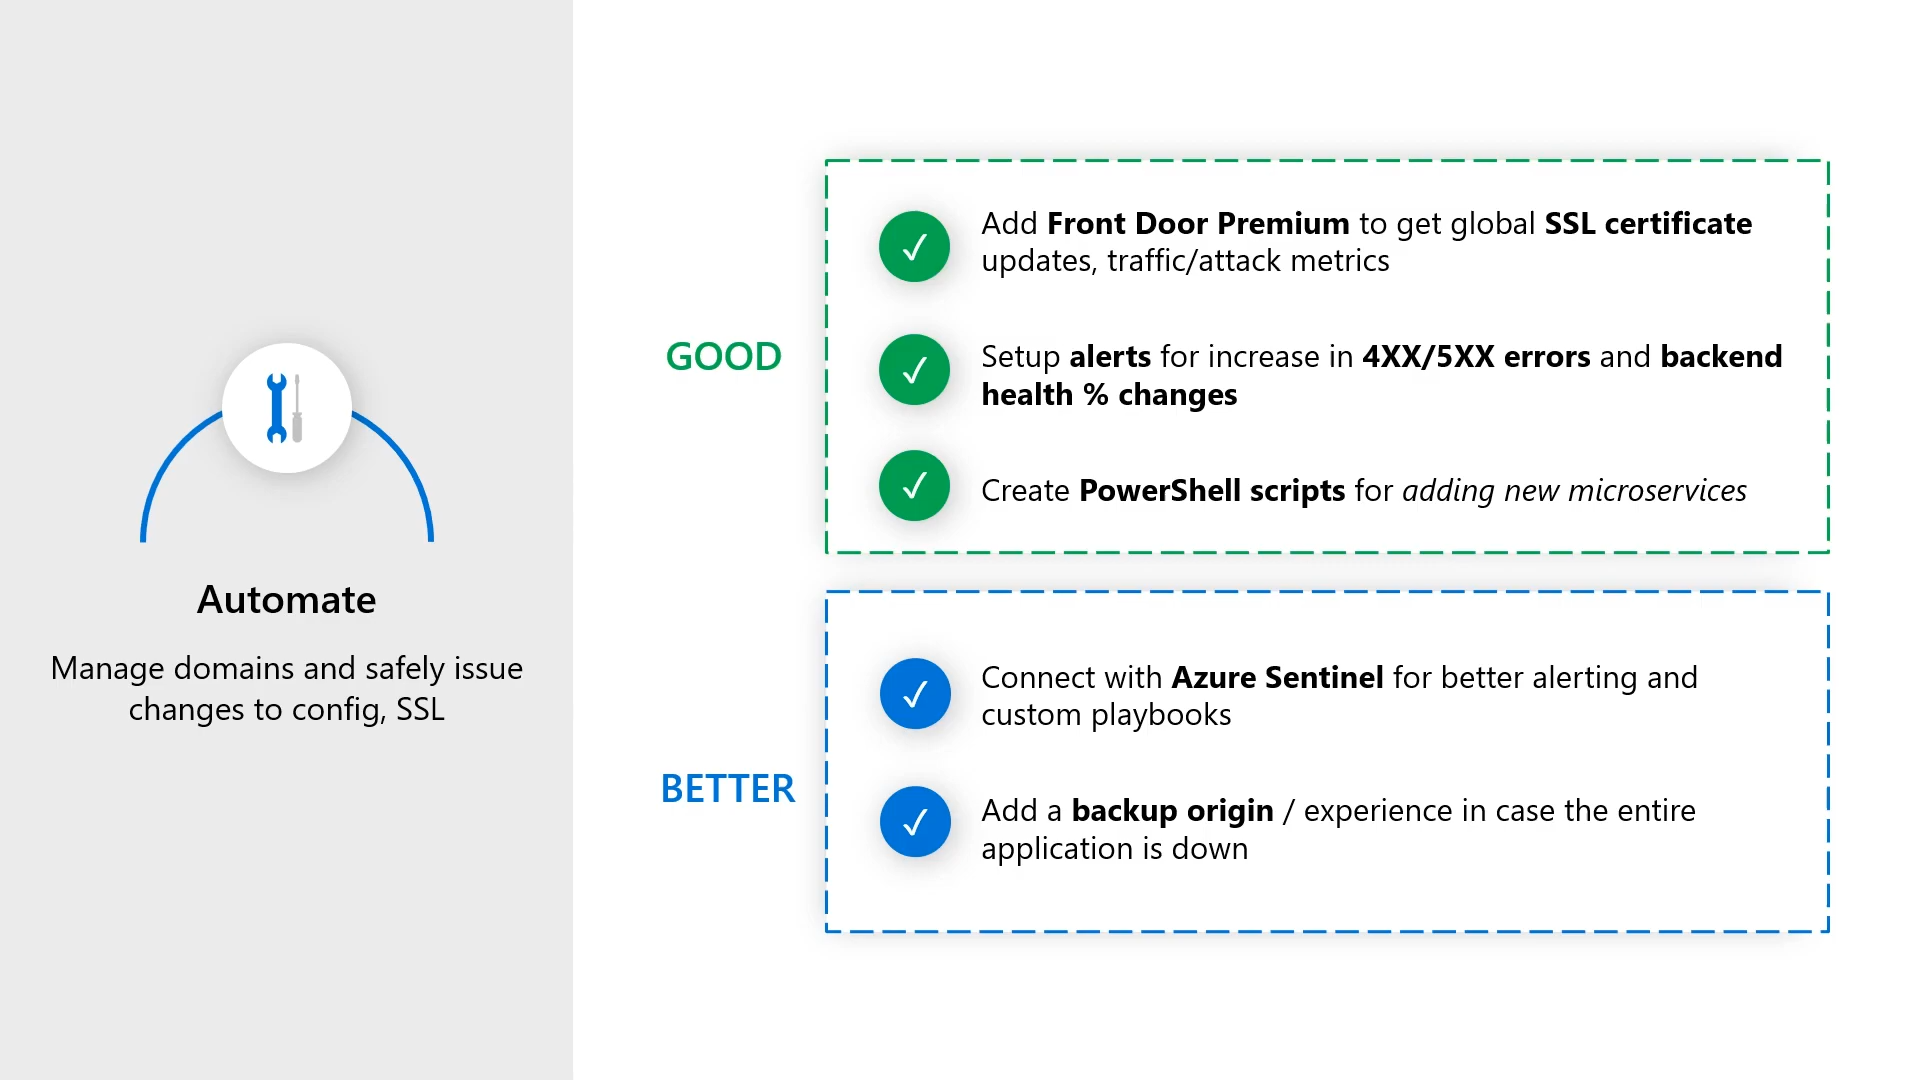 Automate
Manage domains and safely issue
changes to config, SSL
GOOD
Add Front Door Premium to get global SSL certificate
updates, traffic/attack metrics
Setup alerts for increase in 4XX/5XX errors and backend
health % changes
Create PowerShell scripts for adding new microservices
BETTER
Connect with Azure Sentinel for better alerting and
custom playbooks
Add a backup origin / experience in case the entire
application is down